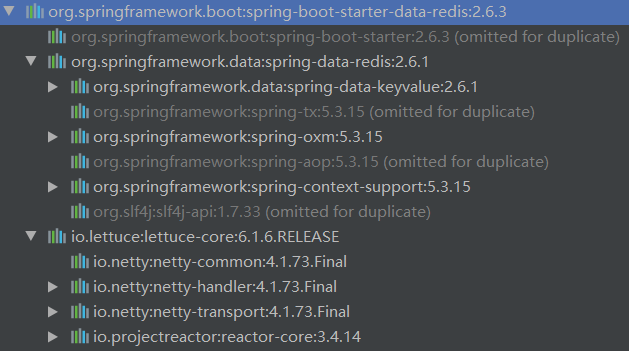 org.springframework.boot:spring-boot-starter-data-redis:2.6.3
org.springframework.boot:spring-boot-starter:2.6.3 (omitted for duplicate)
org.springframework.data:spring-data-redis:2.6.1
org.springframework.data:spring-data-keyvalue:2.6.1
org.springframework:spring-tx:5.3.15 (omitted for duplicate)
org.springframework:spring-oxm:5.3.15
org.springframework:spring-aop:5.3.15 (omitted for duplicate)
org.springframework:spring-context-support:5.3.15
org.slf4j:slf4j-api:1.7.33 (omitted for duplicate)
io.lettuce:lettuce-core:6.1.6.RELEASE
io.netty:netty-common:4.1.73.Final
io.netty:netty-handler:4.1.73.Final
io.netty:netty-transport:4.1.73.Final
io.projectreactor:reactor-core:3.4.14